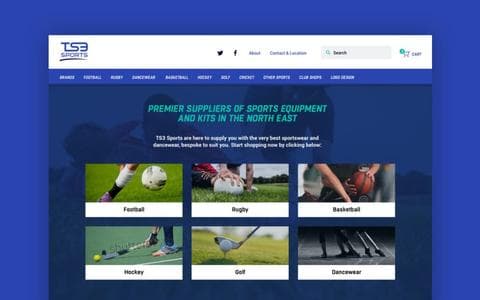 TS3
SPORTS
About
Contact & Location
Search
CART
BRANDS FOOTBALL RUGBY DANCEWEAR BASKETBALL HOCKEY GOLF CRICKET OTHER SPORTS CLUB SHOPS LOGO DESIGN
PREMIER SUPPLIERS OF SPORTS EQUIPMENT
AND KITS IN THE NORTH EAST
TS3 Sports are here to supply you with the very best sportswear and
dancewear, bespoke to suit you. Start shopping now by clicking below:
Football
Rugby
Basketball
Hockey
Golf
Dancewear